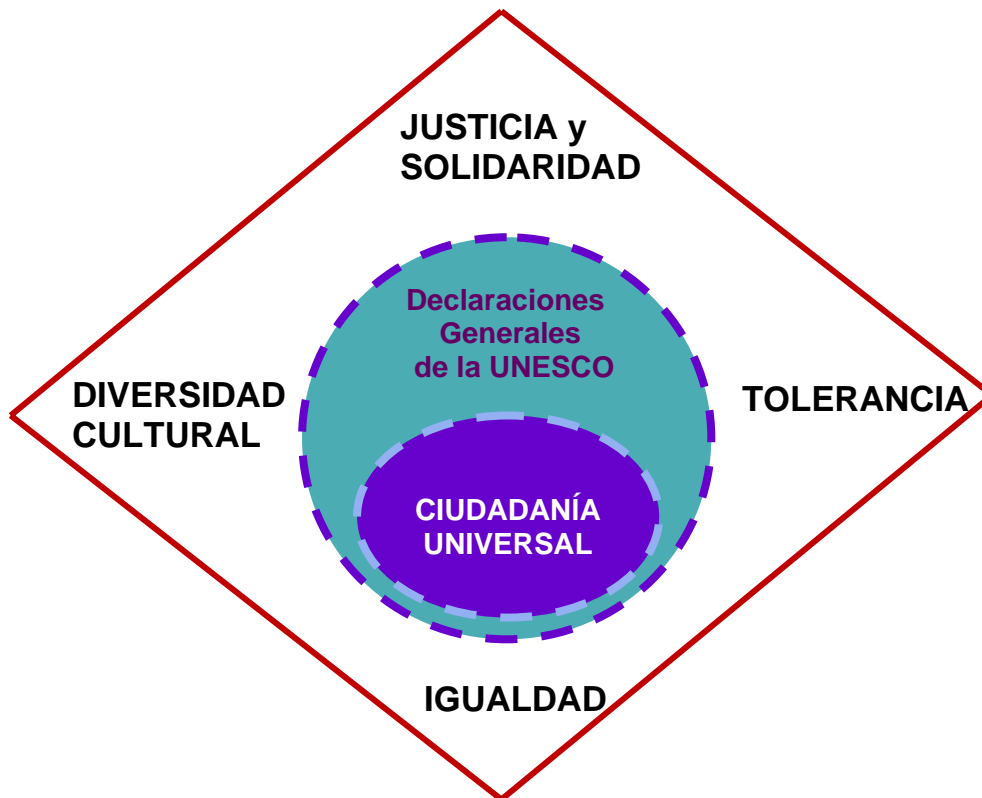 JUSTICIA y
SOLIDARIDAD
Declaraciones
Generales
de la UNESCO
DIVERSIDAD
CULTURAL
TOLERANCIA
CIUDADANÍA
UNIVERSAL
IGUALDAD